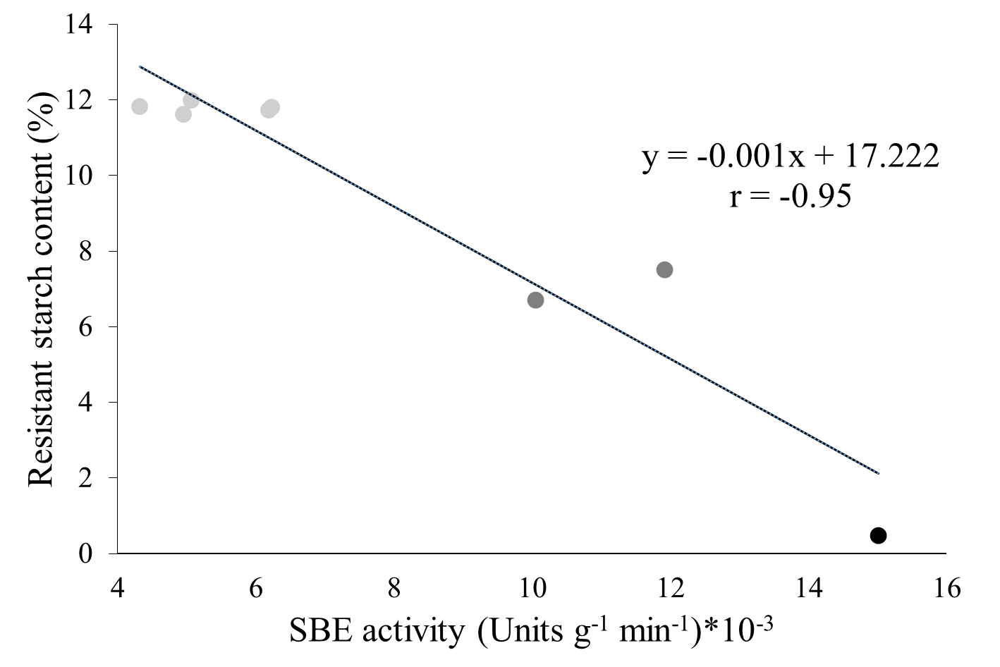 14
12
10
8
6
4
2
0
Resistant starch content (%)
y = -0.001x + 17.222
r = -0.95
4 6 8 10 12 14 16
SBE activity (Units g⁻¹ min⁻¹)*10⁻³